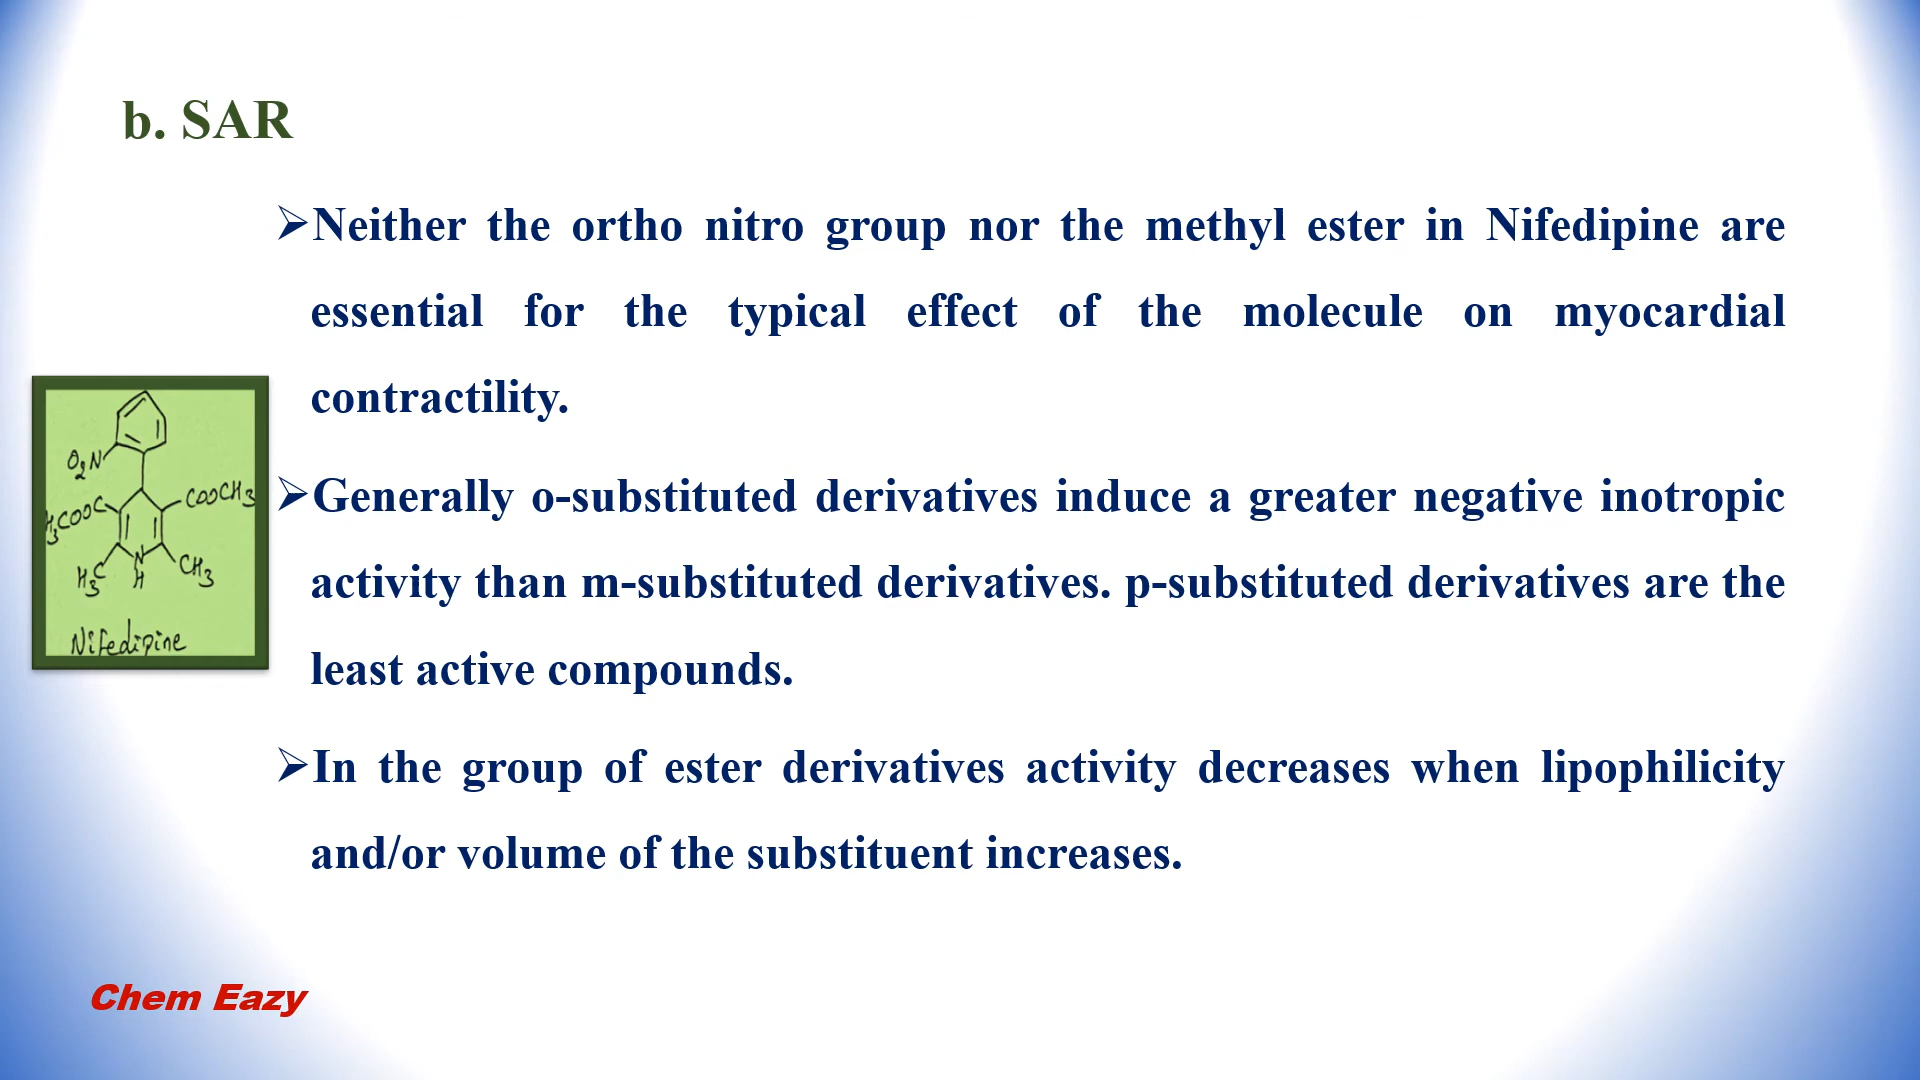 b. SAR
➢Neither the ortho nitro group nor the methyl ester in Nifedipine are
essential for the typical effect of the molecule on myocardial
contractility.
O2N
H3COOC
COOCH3
H3C
N
H
CH3
Nifedipine
➢Generally o-substituted derivatives induce a greater negative inotropic
activity than m-substituted derivatives. p-substituted derivatives are the
least active compounds.
➢In the group of ester derivatives activity decreases when lipophilicity
and/or volume of the substituent increases.
Chem Eazy